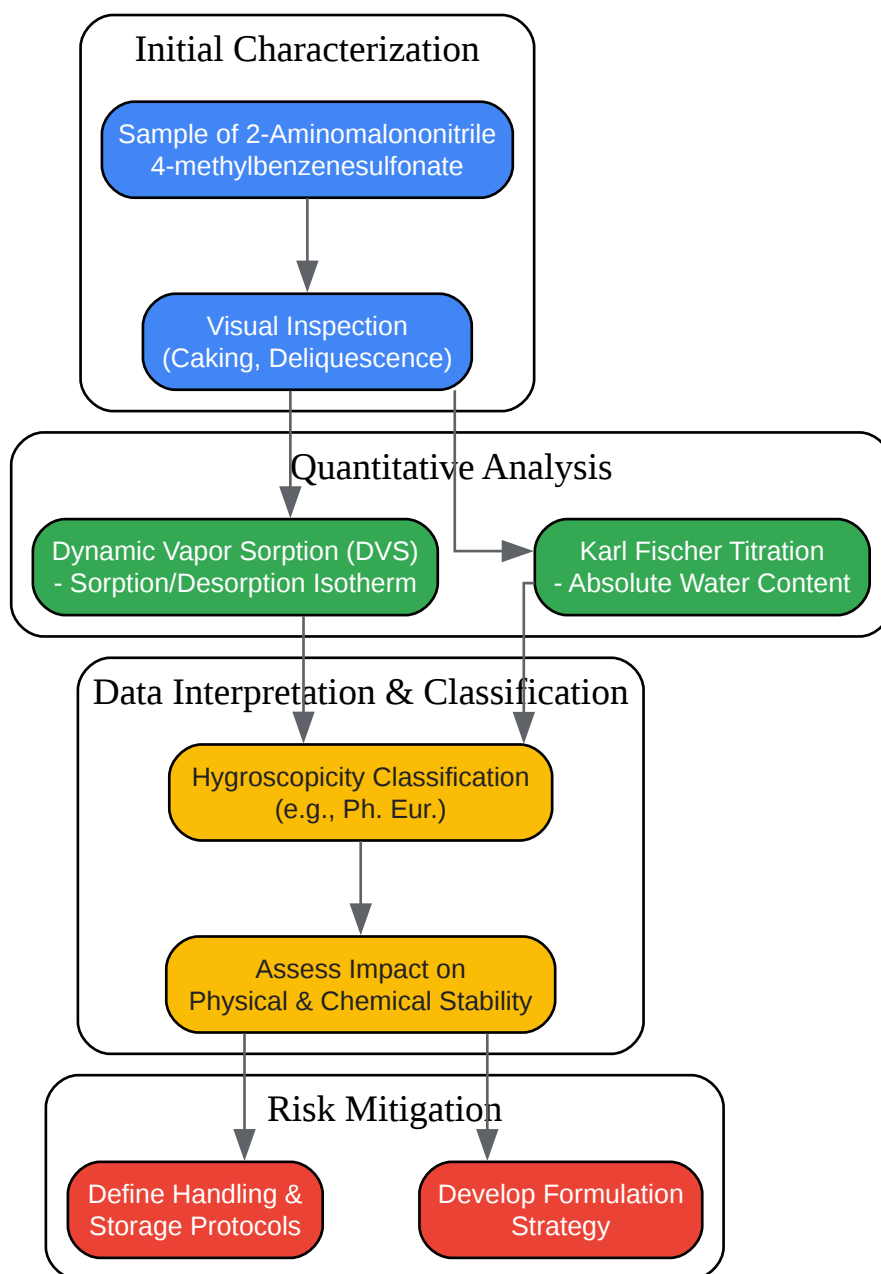 Initial Characterization
Sample of 2-Aminomalononitrile
4-methylbenzenesulfonate
Visual Inspection
(Caking, Deliquescence)
Quantitative Analysis
Dynamic Vapor Sorption (DVS)
- Sorption/Desorption Isotherm
Karl Fischer Titration
- Absolute Water Content
Data Interpretation & Classification
Hygroscopicity Classification
(e.g., Ph. Eur.)
Assess Impact on
Physical & Chemical Stability
Risk Mitigation
Define Handling &
Storage Protocols
Develop Formulation
Strategy